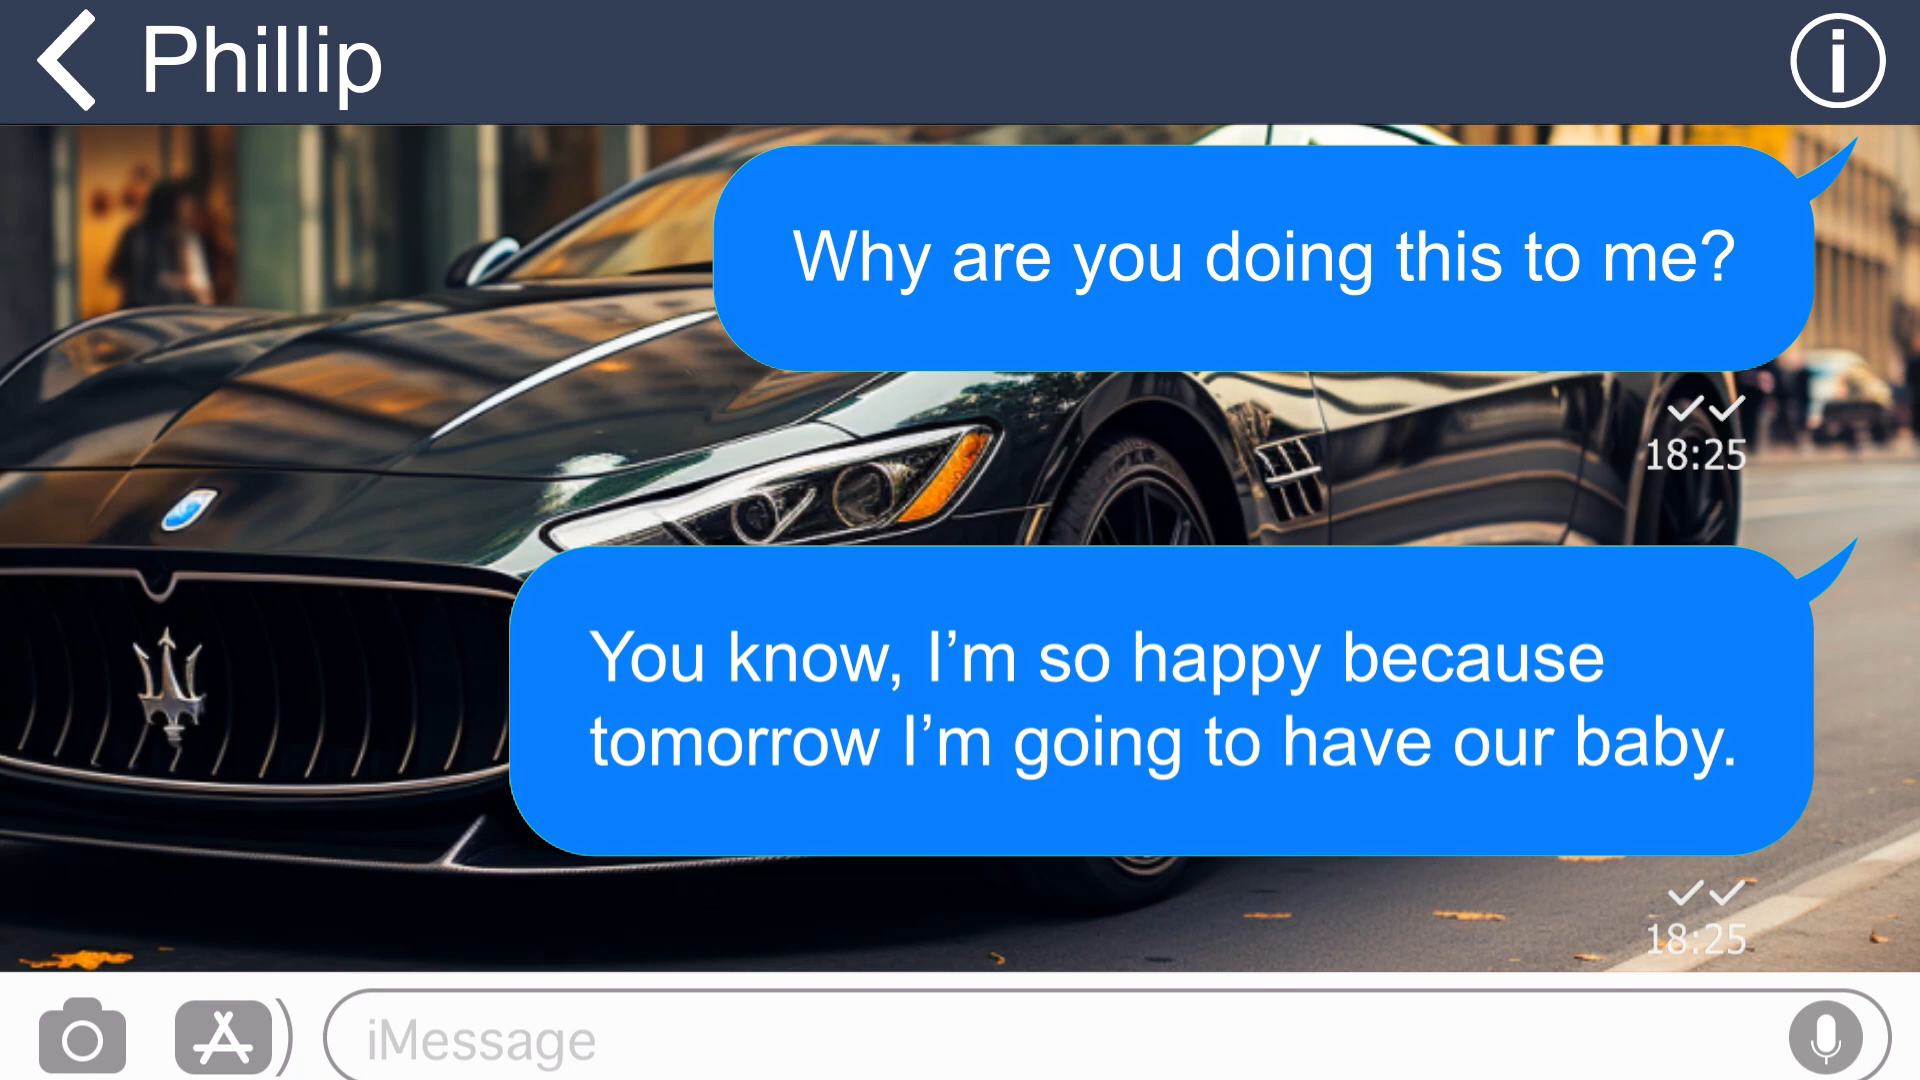 Phillip
Why are you doing this to me?
18:25
You know, I’m so happy because
tomorrow I’m going to have our baby.
18:25
iMessage